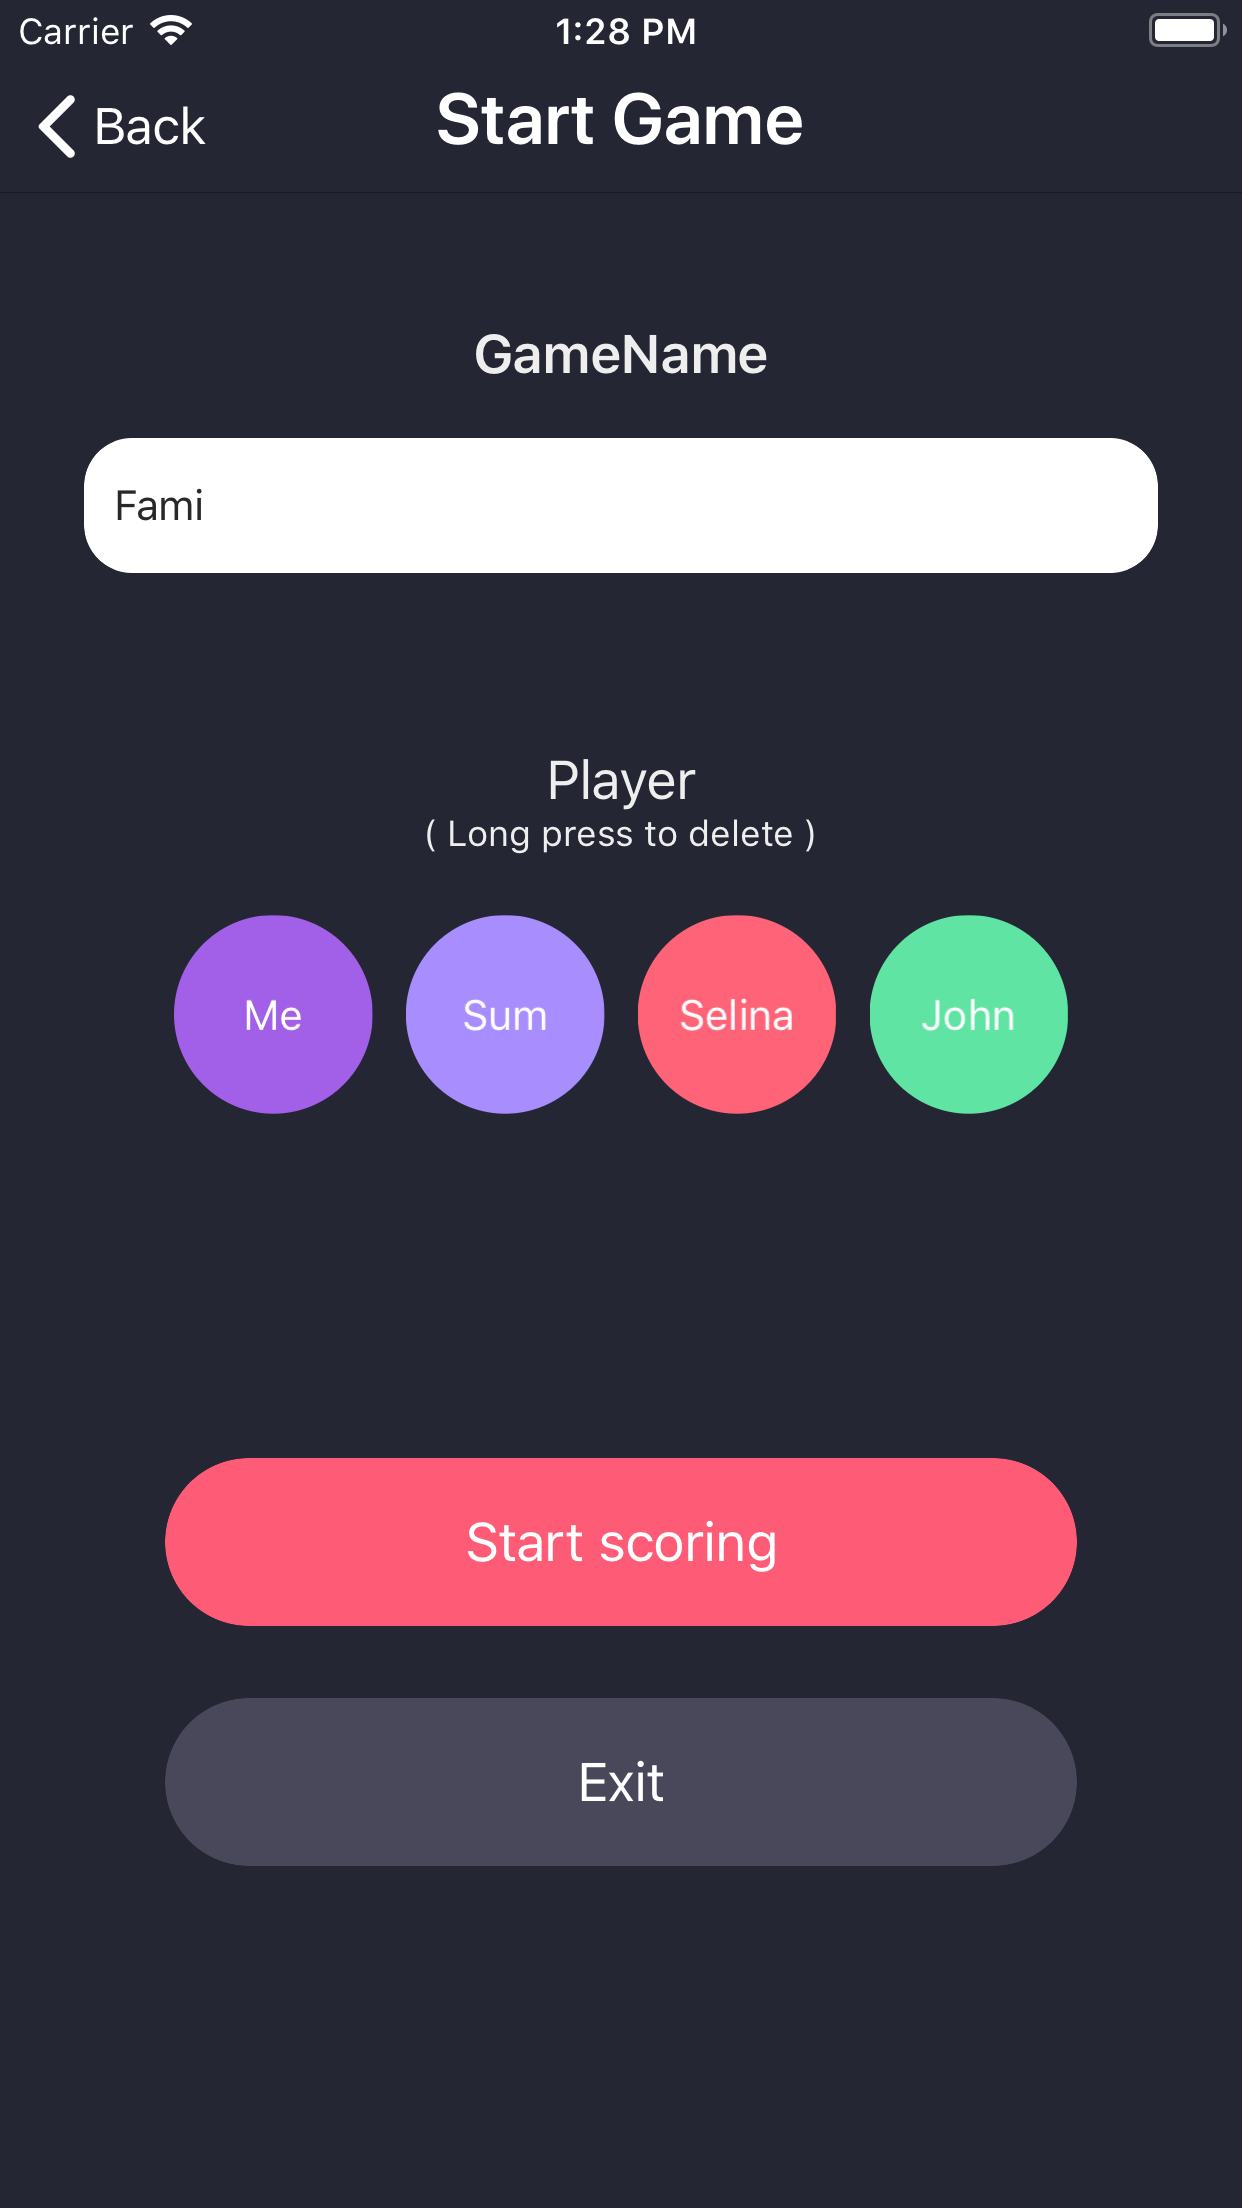 Carrier 1:28 PM
Back Start Game
GameName
Fami
Player
( Long press to delete )
Me Sum Selina John
Start scoring
Exit